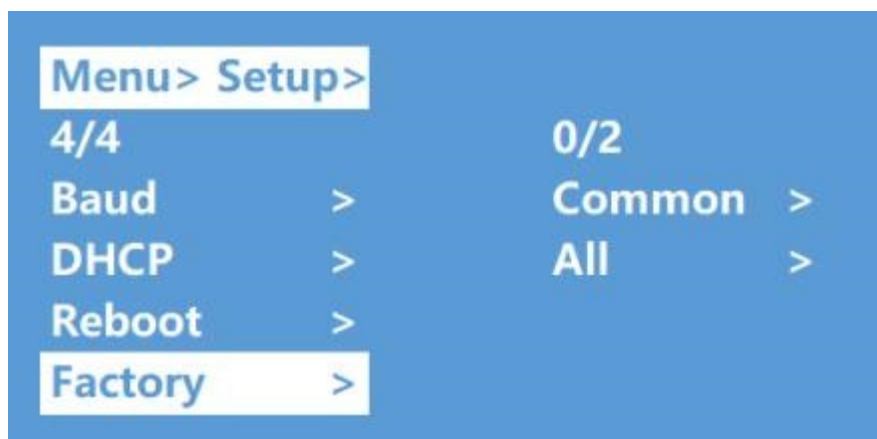 Menu> Setup>
4/4 0/2
Baud > Common >
DHCP > All >
Reboot >
Factory >